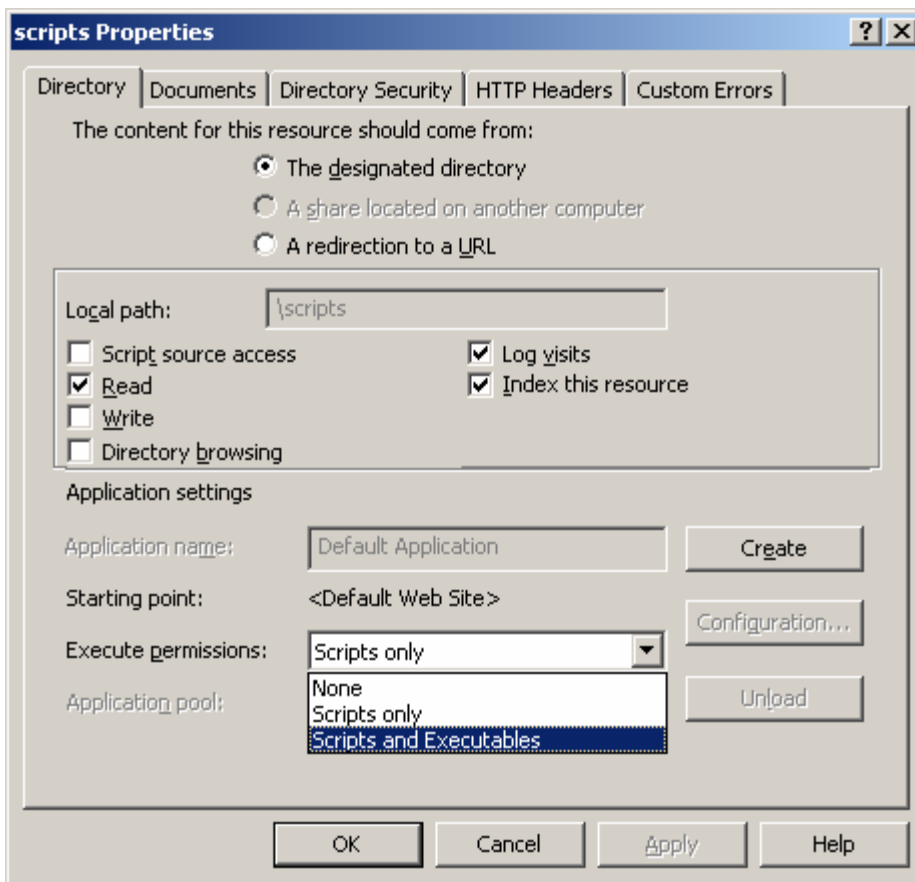 scripts Properties
Directory Documents Directory Security HTTP Headers Custom Errors
The content for this resource should come from:
The designated directory
A share located on another computer
A redirection to a URL
Local path: \scripts
Script source access Log visits
Read Index this resource
Write
Directory browsing
Application settings
Application name: Default Application Create
Starting point: <Default Web Site>
Configuration...
Execute permissions: Scripts only
None
Application pool: Scripts only Unload
Scripts and Executables
OK Cancel Apply Help